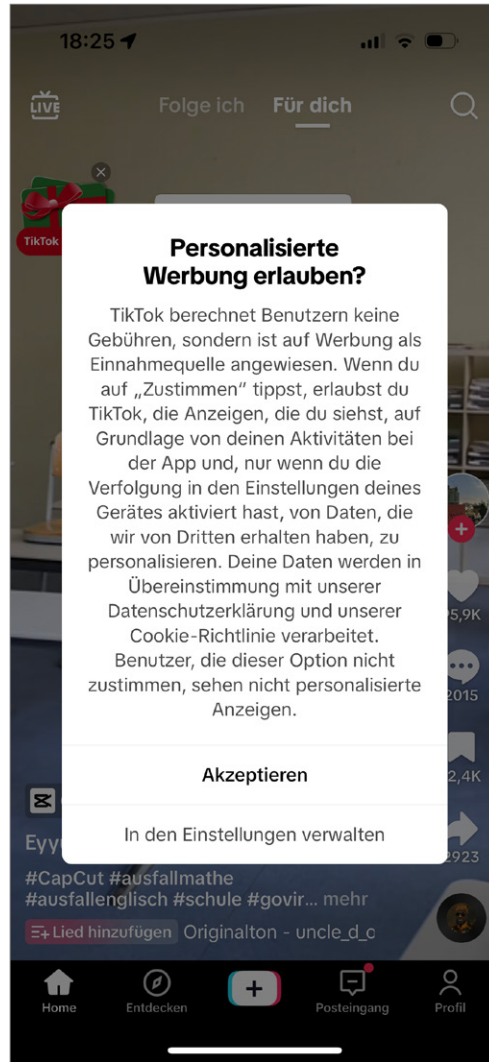 18:25
LIVE
Folge ich Für dich
TikTok
Personalisierte
Werbung erlauben?
TikTok berechnet Benutzern keine
Gebühren, sondern ist auf Werbung als
Einnahmequelle angewiesen. Wenn du
auf „Zustimmen“ tippst, erlaubst du
TikTok, die Anzeigen, die du siehst, auf
Grundlage von deinen Aktivitäten bei
der App und, nur wenn du die
Verfolgung in den Einstellungen deines
Gerätes aktiviert hast, von Daten, die
wir von Dritten erhalten haben, zu
personalisieren. Deine Daten werden in
Übereinstimmung mit unserer
Datenschutzerklärung und unserer
Cookie-Richtlinie verarbeitet.
Benutzer, die dieser Option nicht
zustimmen, sehen nicht personalisierte
Anzeigen.
Akzeptieren
In den Einstellungen verwalten
5,9K
2015
2,4K
2923
Eyy
#CapCut #ausfallmathe
#ausfallenglisch #schule #govir... mehr
Lied hinzufügen Originalton - uncle_d_c
Home Entdecken Posteingang Profil